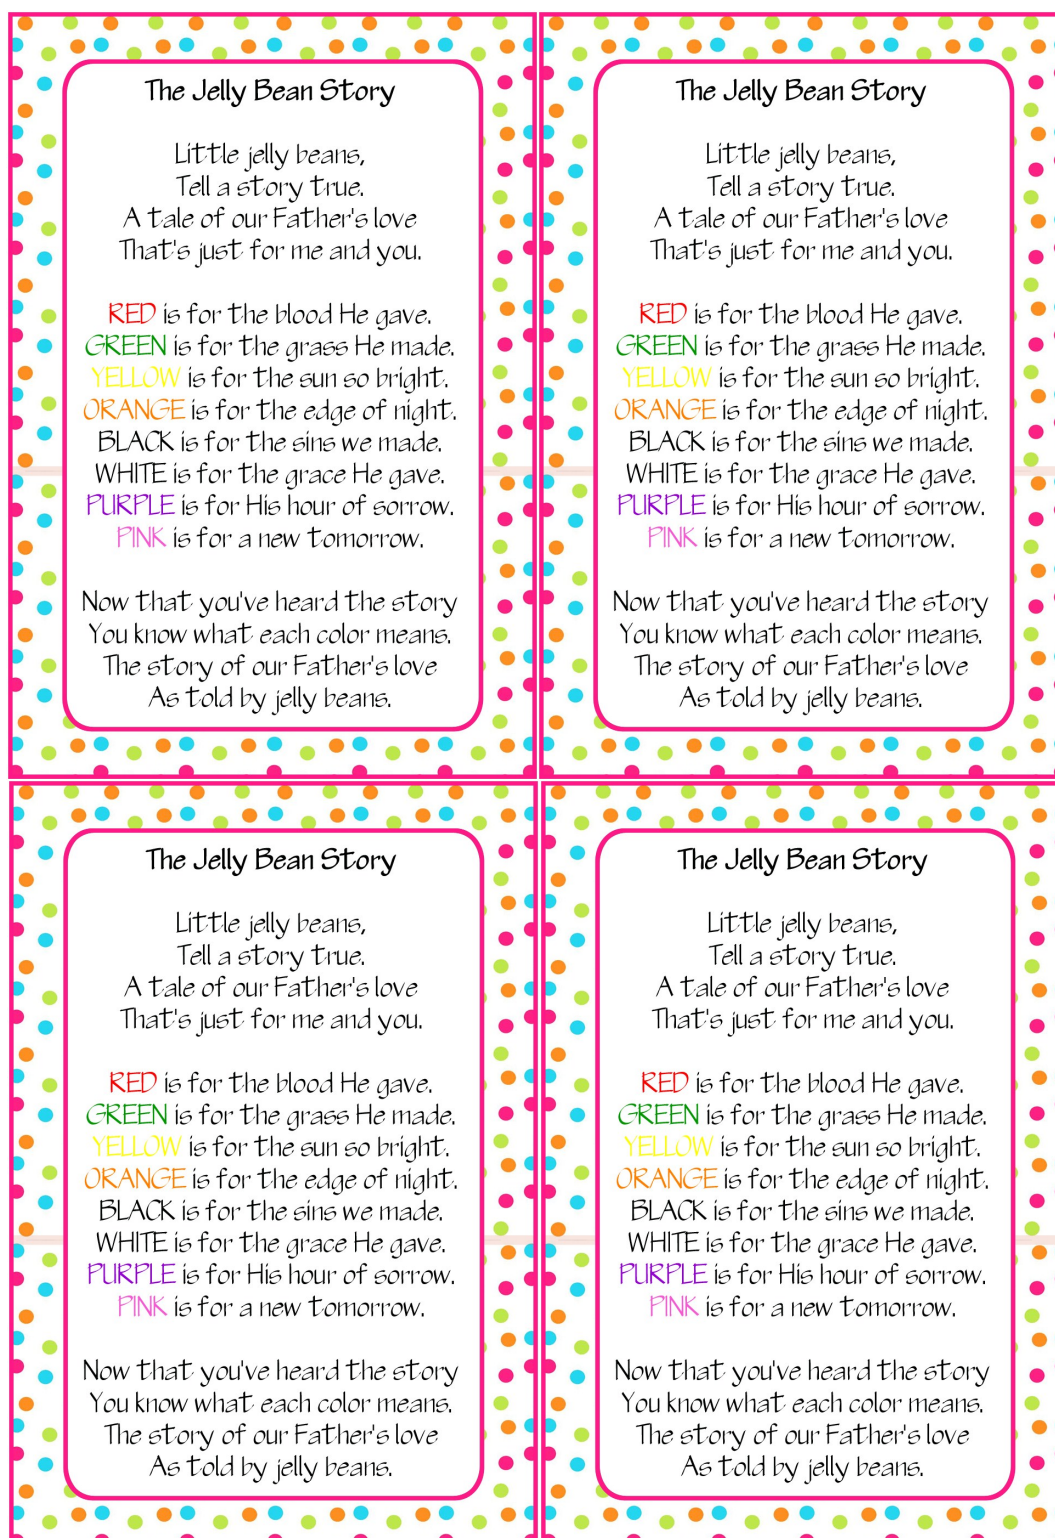 The Jelly Bean Story
Little jelly beans,
Tell a story true.
A tale of our Father's love
That's just for me and you.
RED is for the blood He gave.
GREEN is for the grass He made.
YELLOW is for the sun so bright.
ORANGE is for the edge of night.
BLACK is for the sins we made.
WHITE is for the grace He gave.
PURPLE is for His hour of sorrow.
PINK is for a new tomorrow.
Now that you've heard the story
You know what each color means.
The story of our Father's love
As told by jelly beans.
The Jelly Bean Story
Little jelly beans,
Tell a story true.
A tale of our Father's love
That's just for me and you.
RED is for the blood He gave.
GREEN is for the grass He made.
YELLOW is for the sun so bright.
ORANGE is for the edge of night.
BLACK is for the sins we made.
WHITE is for the grace He gave.
PURPLE is for His hour of sorrow.
PINK is for a new tomorrow.
Now that you've heard the story
You know what each color means.
The story of our Father's love
As told by jelly beans.
The Jelly Bean Story
Little jelly beans,
Tell a story true.
A tale of our Father's love
That's just for me and you.
RED is for the blood He gave.
GREEN is for the grass He made.
YELLOW is for the sun so bright.
ORANGE is for the edge of night.
BLACK is for the sins we made.
WHITE is for the grace He gave.
PURPLE is for His hour of sorrow.
PINK is for a new tomorrow.
Now that you've heard the story
You know what each color means.
The story of our Father's love
As told by jelly beans.
The Jelly Bean Story
Little jelly beans,
Tell a story true.
A tale of our Father's love
That's just for me and you.
RED is for the blood He gave.
GREEN is for the grass He made.
YELLOW is for the sun so bright.
ORANGE is for the edge of night.
BLACK is for the sins we made.
WHITE is for the grace He gave.
PURPLE is for His hour of sorrow.
PINK is for a new tomorrow.
Now that you've heard the story
You know what each color means.
The story of our Father's love
As told by jelly beans.